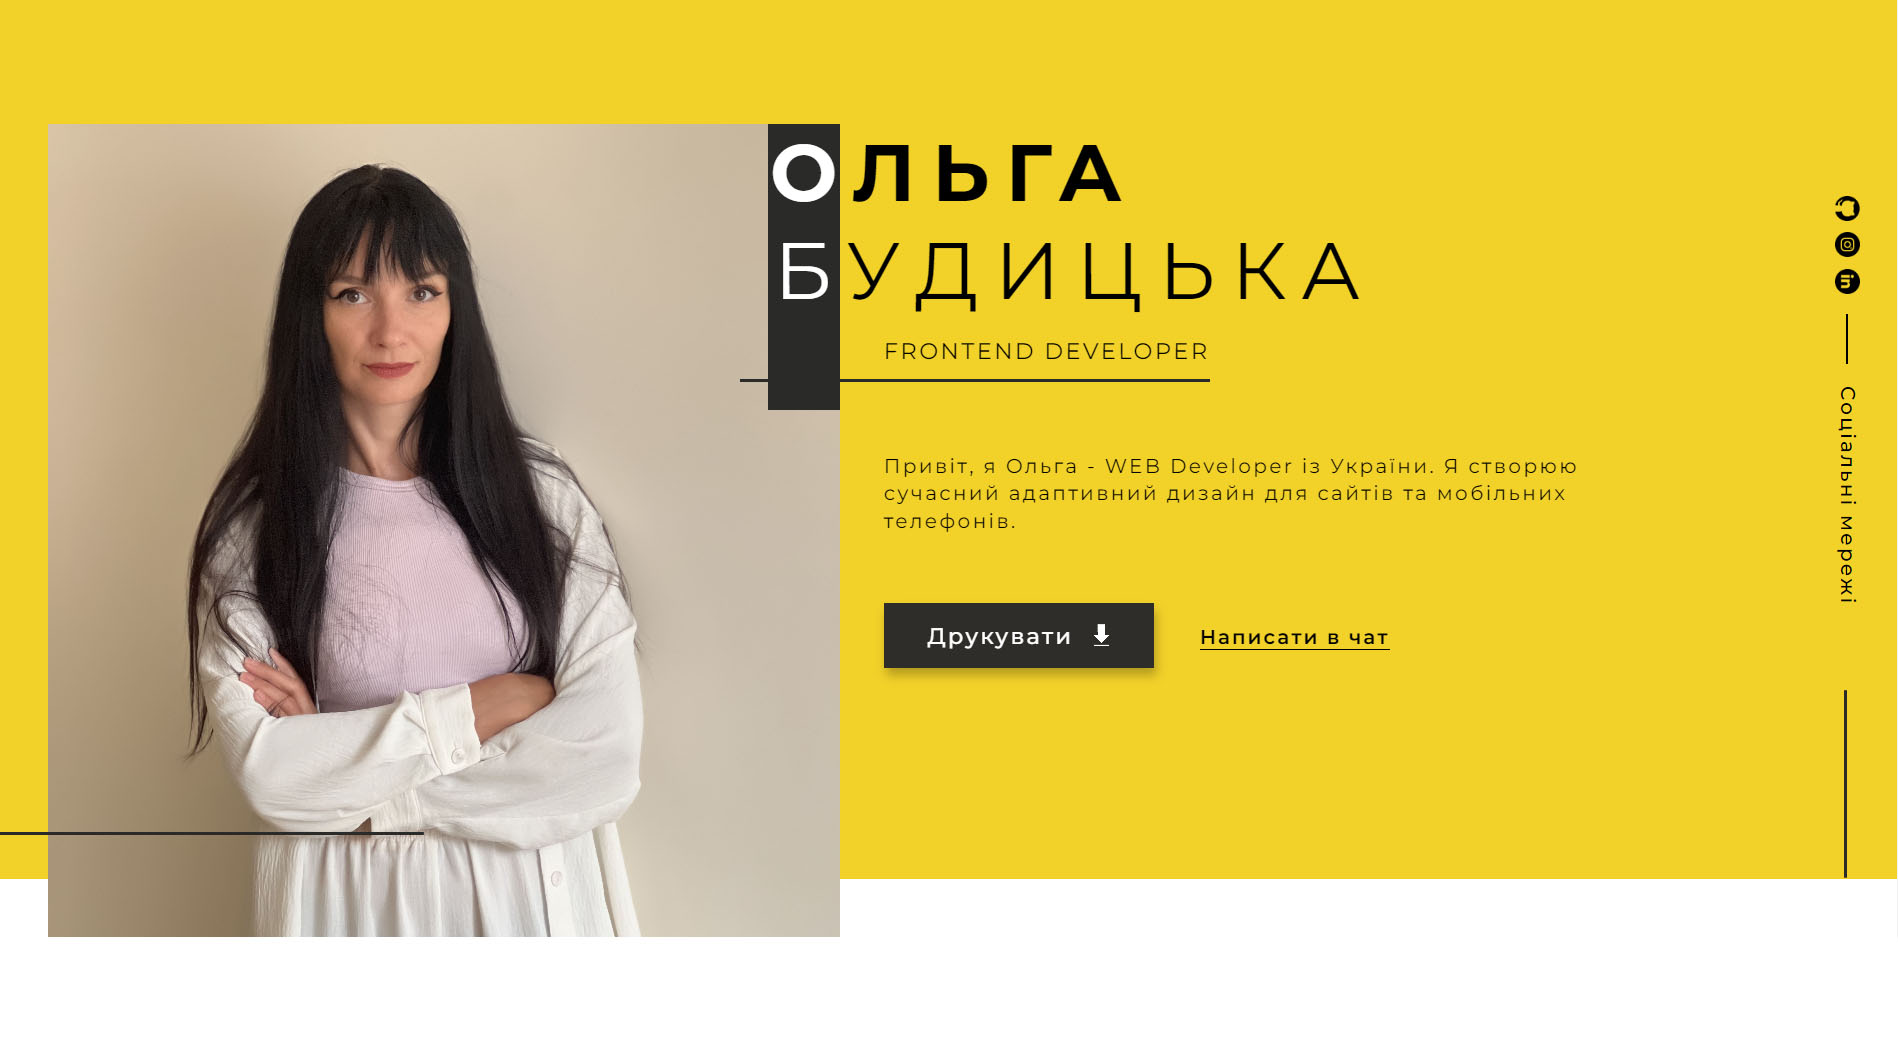 ОЛЬГА
БУДИЦЬКА
FRONTEND DEVELOPER
Привіт, я Ольга - WEB Developer із України. Я створюю
сучасний адаптивний дизайн для сайтів та мобільних
телефонів.
Друкувати
Написати в чат
Соціальні мережі